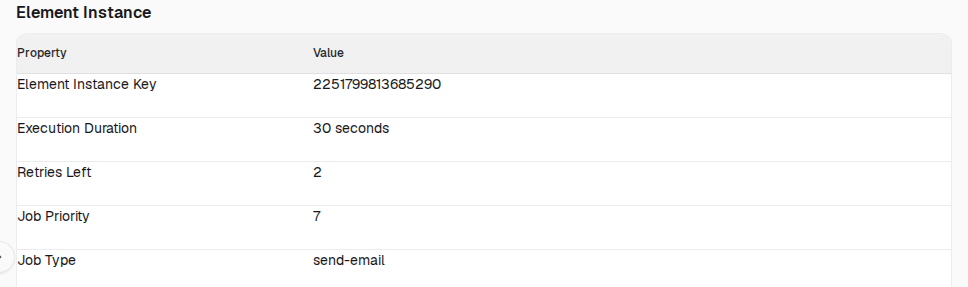 Element Instance
Property Value
Element Instance Key 2251799813685290
Execution Duration 30 seconds
Retries Left 2
Job Priority 7
Job Type send-email